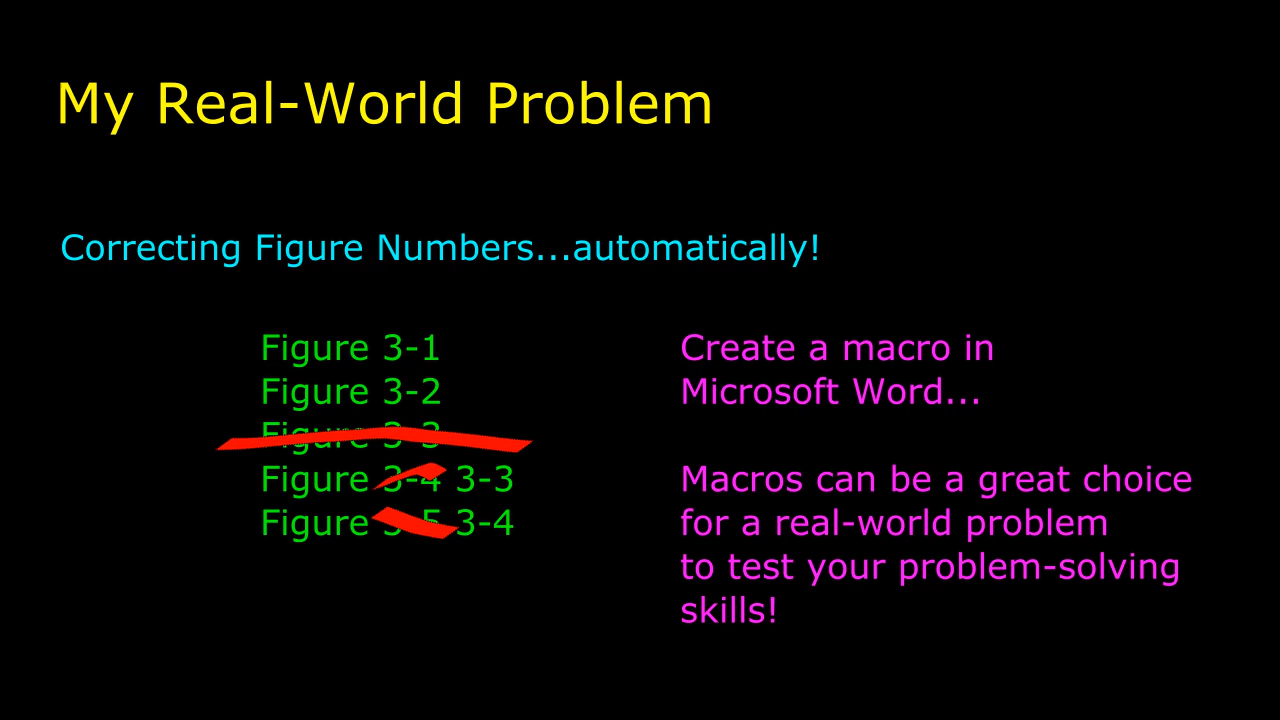 My Real-World Problem
Correcting Figure Numbers...automatically!
Figure 3-1
Figure 3-2
Figure 3-3
Figure 3-4 3-3
Figure 3-5 3-4
Create a macro in
Microsoft Word...
Macros can be a great choice
for a real-world problem
to test your problem-solving
skills!